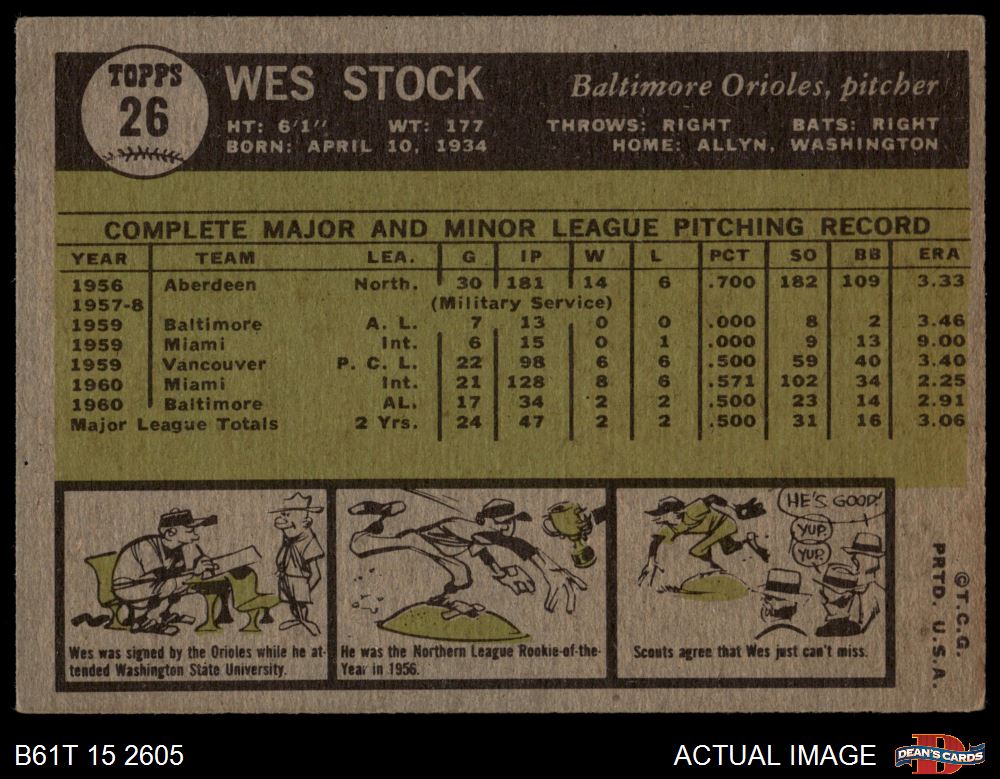 TOPPS
26
WES STOCK
Baltimore Orioles, pitcher
HT: 6'1" WT: 177 THROWS: RIGHT BATS: RIGHT
BORN: APRIL 10, 1934 HOME: ALLYN, WASHINGTON
COMPLETE MAJOR AND MINOR LEAGUE PITCHING RECORD
YEAR TEAM LEA. G IP W L PCT SO BB ERA
1956 Aberdeen North. 30 181 14 6 .700 182 109 3.33
1957-8 (Military Service)
1959 Baltimore A. L. 7 13 0 0 .000 8 2 3.46
1959 Miami Int. 6 15 0 1 .000 9 13 9.00
1959 Vancouver P. C. L. 22 98 6 6 .500 59 40 3.40
1960 Miami Int. 21 128 8 6 .571 102 34 2.25
1960 Baltimore AL. 17 34 2 2 .500 23 14 2.91
Major League Totals 2 Yrs. 24 47 2 2 .500 31 16 3.06
Wes was signed by the Orioles while he at-
tended Washington State University.
He was the Northern League Rookie-of-the-
Year in 1956.
HE'S GOOD!
YUP.
YUP.
Scouts agree that Wes just can't miss.
©T.C.G.
PRTD. U.S.A.
B61T 15 2605
ACTUAL IMAGE
D
DEAN'S CARDS